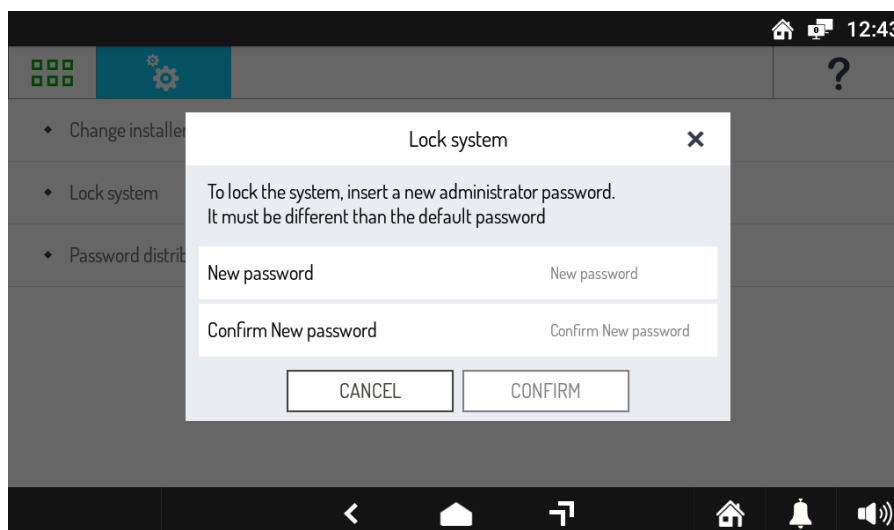 12:43
?
Change installer
Lock system
Password distrib
Lock system
To lock the system, insert a new administrator password.
It must be different than the default password
New password New password
Confirm New password Confirm New password
CANCEL CONFIRM